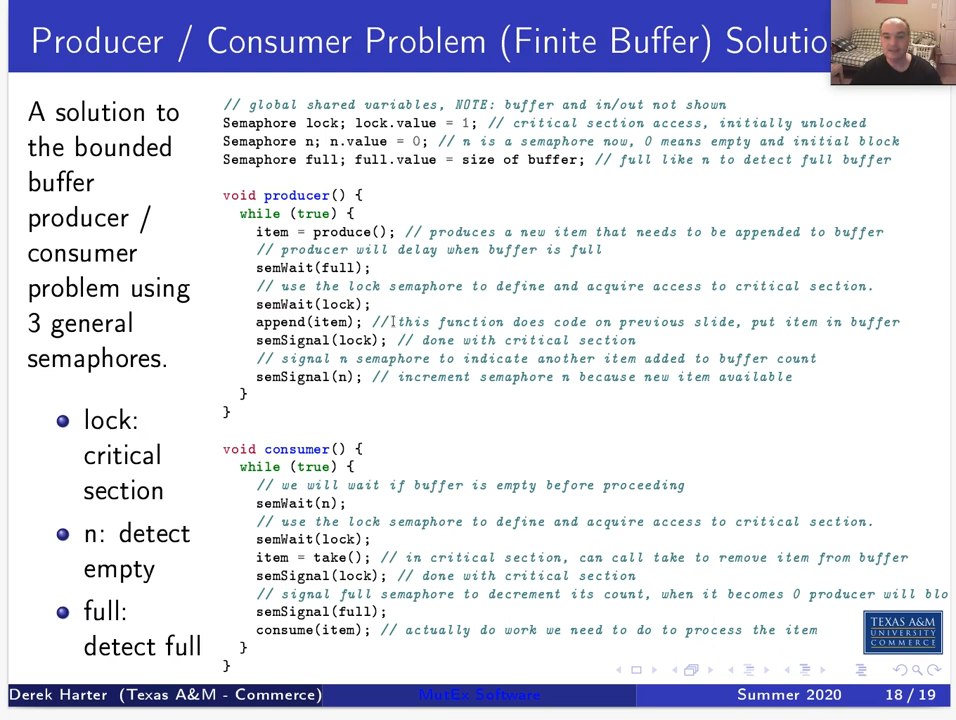 Producer / Consumer Problem (Finite Buffer) Solutio
A solution to
the bounded
buffer
producer /
consumer
problem using
3 general
semaphores.
lock:
critical
section
n: detect
empty
full:
detect full
// global shared variables, NOTE: buffer and in/out not shown
Semaphore lock; lock.value = 1; // critical section access, initially unlocked
Semaphore n; n.value = 0; // n is a semaphore now, 0 means empty and initial block
Semaphore full; full.value = size of buffer; // full like n to detect full buffer
void producer() {
while (true) {
item = produce(); // produces a new item that needs to be appended to buffer
// producer will delay when buffer is full
semWait(full);
// use the lock semaphore to define and acquire access to critical section.
semWait(lock);
append(item); // this function does code on previous slide, put item in buffer
semSignal(lock); // done with critical section
// signal n semaphore to indicate another item added to buffer count
semSignal(n); // increment semaphore n because new item available
}
}
void consumer() {
while (true) {
// we will wait if buffer is empty before proceeding
semWait(n);
// use the lock semaphore to define and acquire access to critical section.
semWait(lock);
item = take(); // in critical section, can call take to remove item from buffer
semSignal(lock); // done with critical section
// signal full semaphore to decrement its count, when it becomes 0 producer will blo
semSignal(full);
consume(item); // actually do work we need to do to process the item
}
}
TEXAS A&M
UNIVERSITY
COMMERCE
Derek Harter (Texas A&M - Commerce)
MutEx Software
Summer 2020
18 / 19